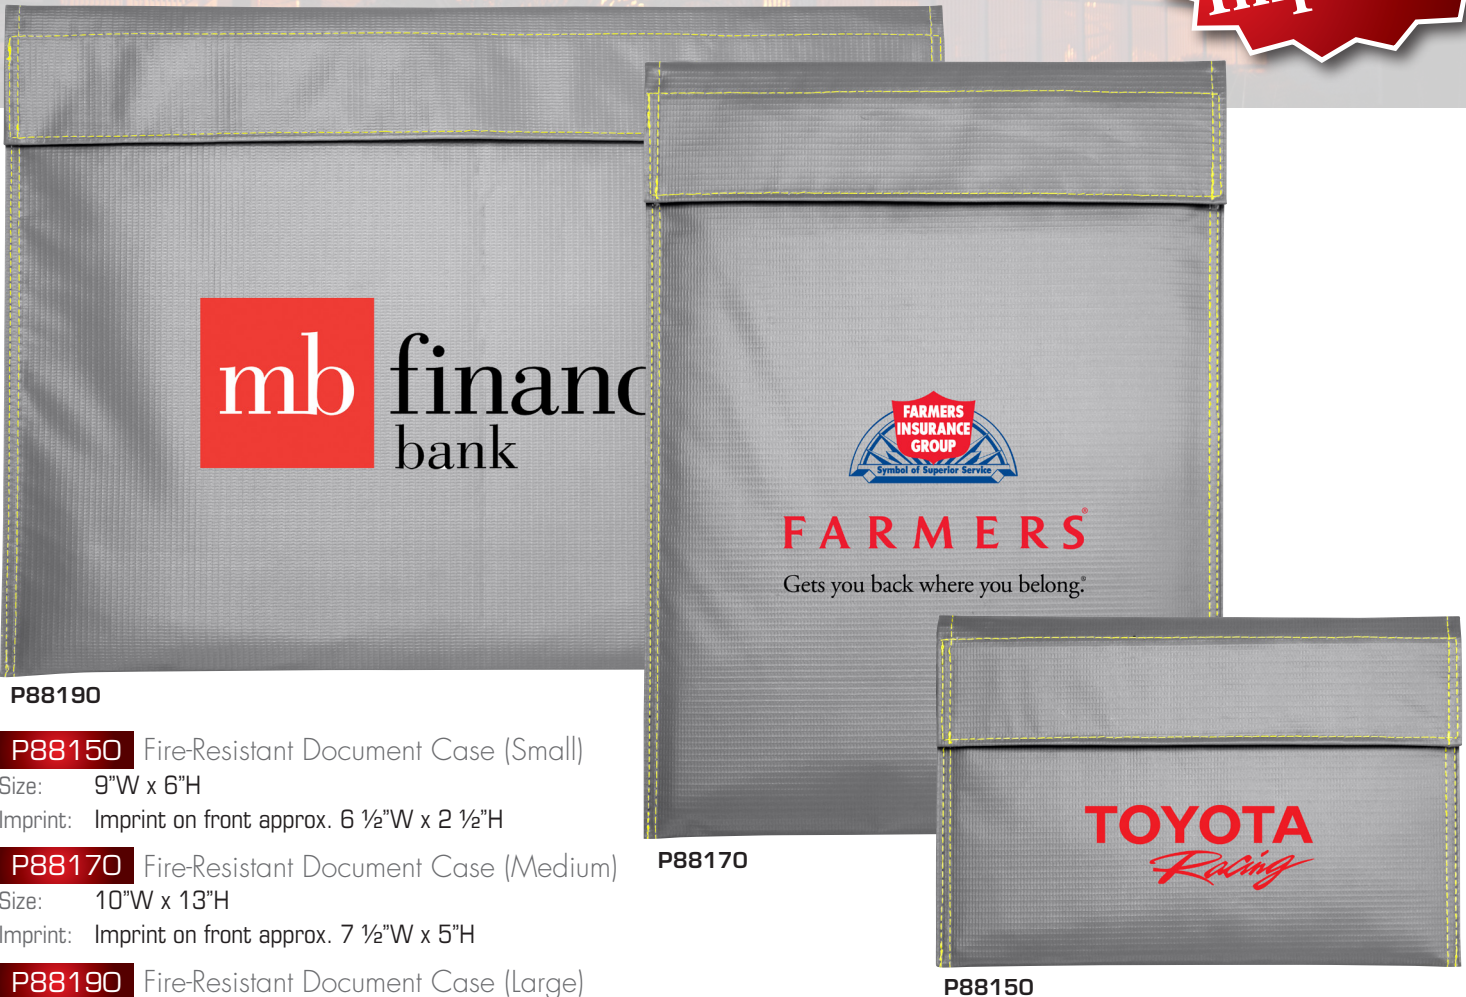 mb financ
bank
FARMERS
INSURANCE
GROUP
Symbol of Superior Service
FARMERS®
Gets you back where you belong.®
TOYOTA
Racing
P88190
P88150 Fire-Resistant Document Case (Small)
Size: 9”W x 6”H
Imprint: Imprint on front approx. 6 ½”W x 2 ½”H
P88170 Fire-Resistant Document Case (Medium)
Size: 10”W x 13”H
Imprint: Imprint on front approx. 7 ½”W x 5”H
P88190 Fire-Resistant Document Case (Large)
P88170
P88150